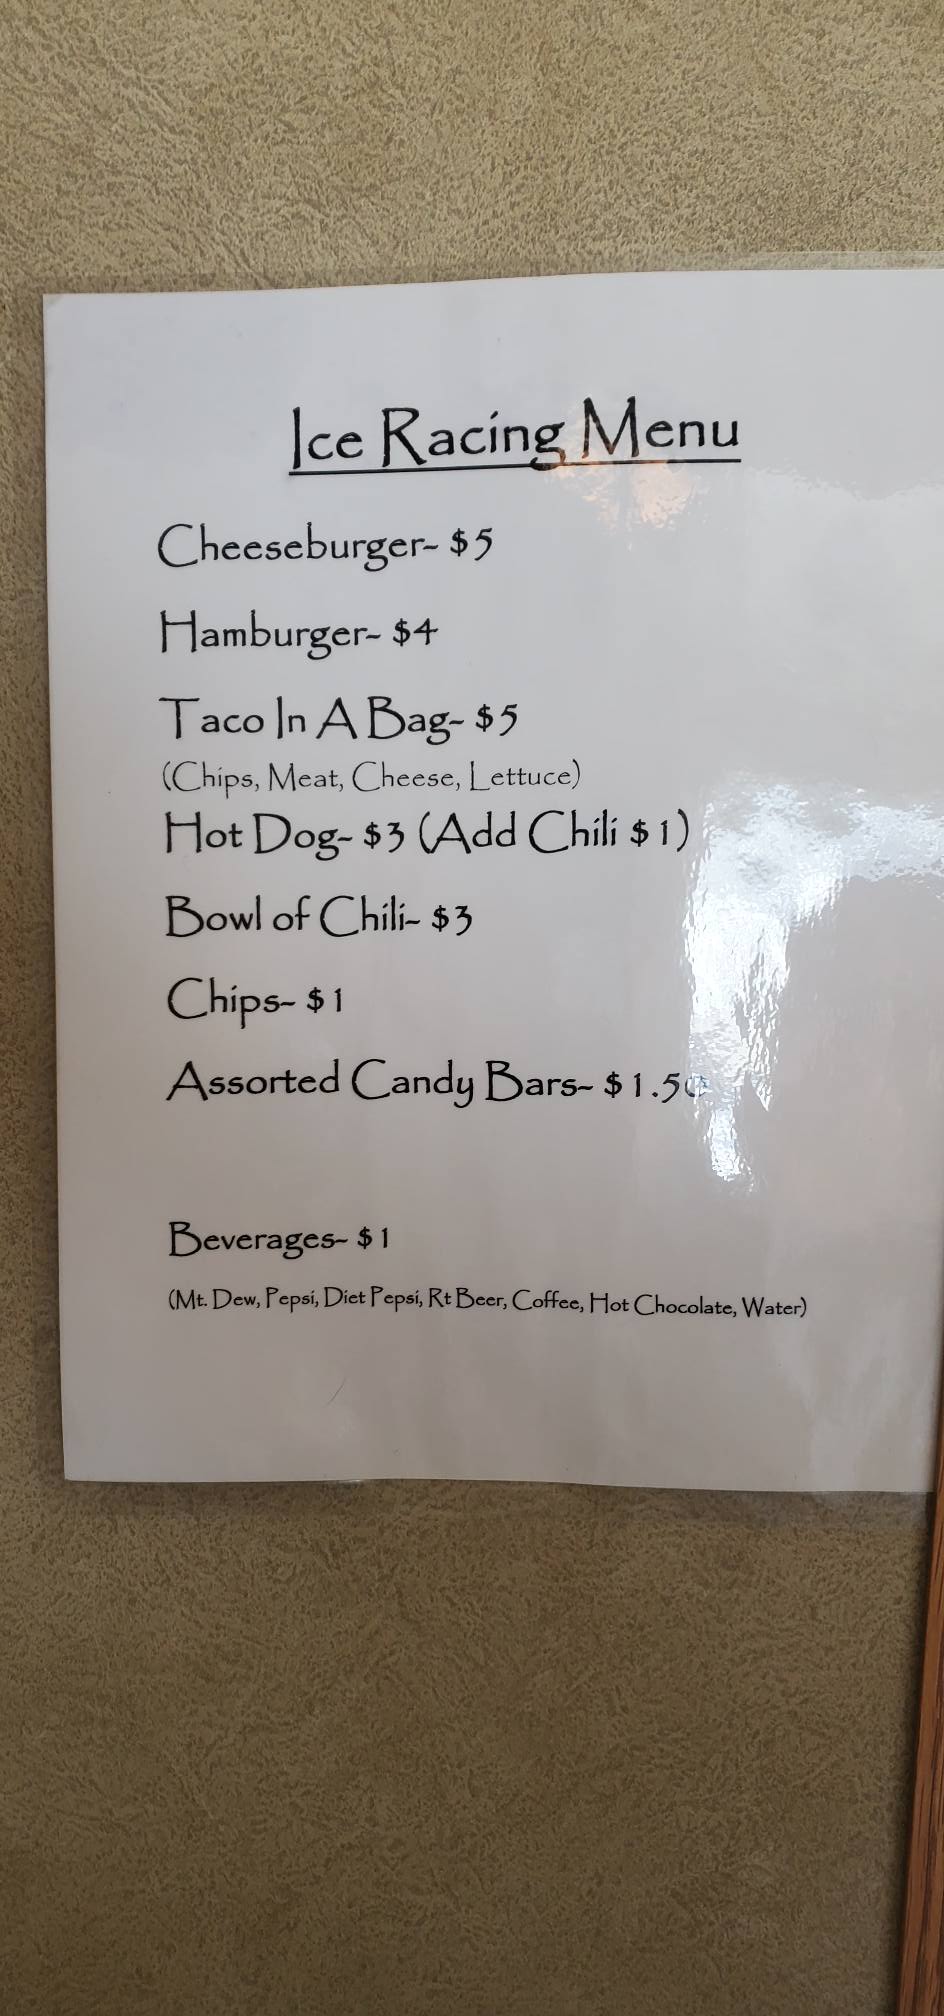 Ice Racing Menu
Cheeseburger- $5
Hamburger- $4
Taco In A Bag- $5
(Chips, Meat, Cheese, Lettuce)
Hot Dog- $3 (Add Chili $1)
Bowl of Chili- $3
Chips- $1
Assorted Candy Bars- $1.50
Beverages- $1
(Mt. Dew, Pepsi, Diet Pepsi, Rt Beer, Coffee, Hot Chocolate, Water)